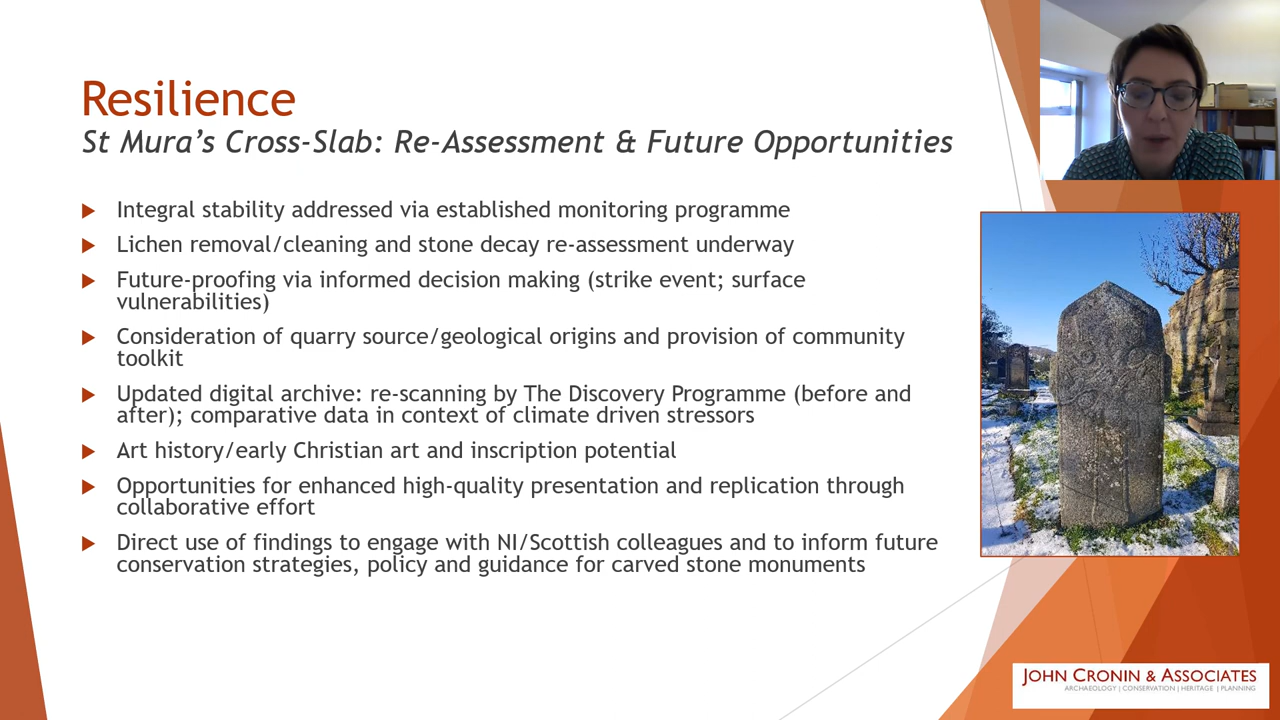 Resilience
St Mura’s Cross-Slab: Re-Assessment & Future Opportunities
Integral stability addressed via established monitoring programme
Lichen removal/cleaning and stone decay re-assessment underway
Future-proofing via informed decision making (strike event; surface
vulnerabilities)
Consideration of quarry source/geological origins and provision of community
toolkit
Updated digital archive: re-scanning by The Discovery Programme (before and
after); comparative data in context of climate driven stressors
Art history/early Christian art and inscription potential
Opportunities for enhanced high-quality presentation and replication through
collaborative effort
Direct use of findings to engage with NI/Scottish colleagues and to inform future
conservation strategies, policy and guidance for carved stone monuments
JOHN CRONIN & ASSOCIATES
ARCHAEOLOGY | CONSERVATION | HERITAGE | PLANNING